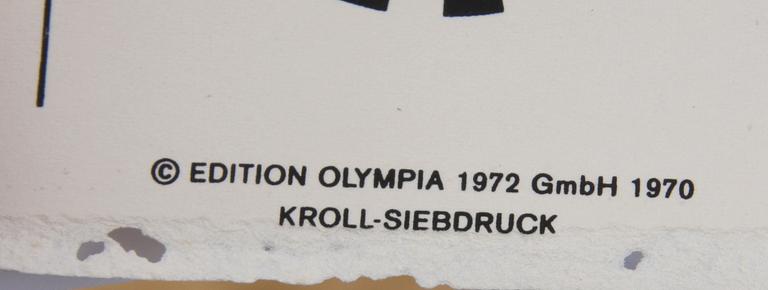 © EDITION OLYMPIA 1972 GmbH 1970
KROLL-SIEBDRUCK